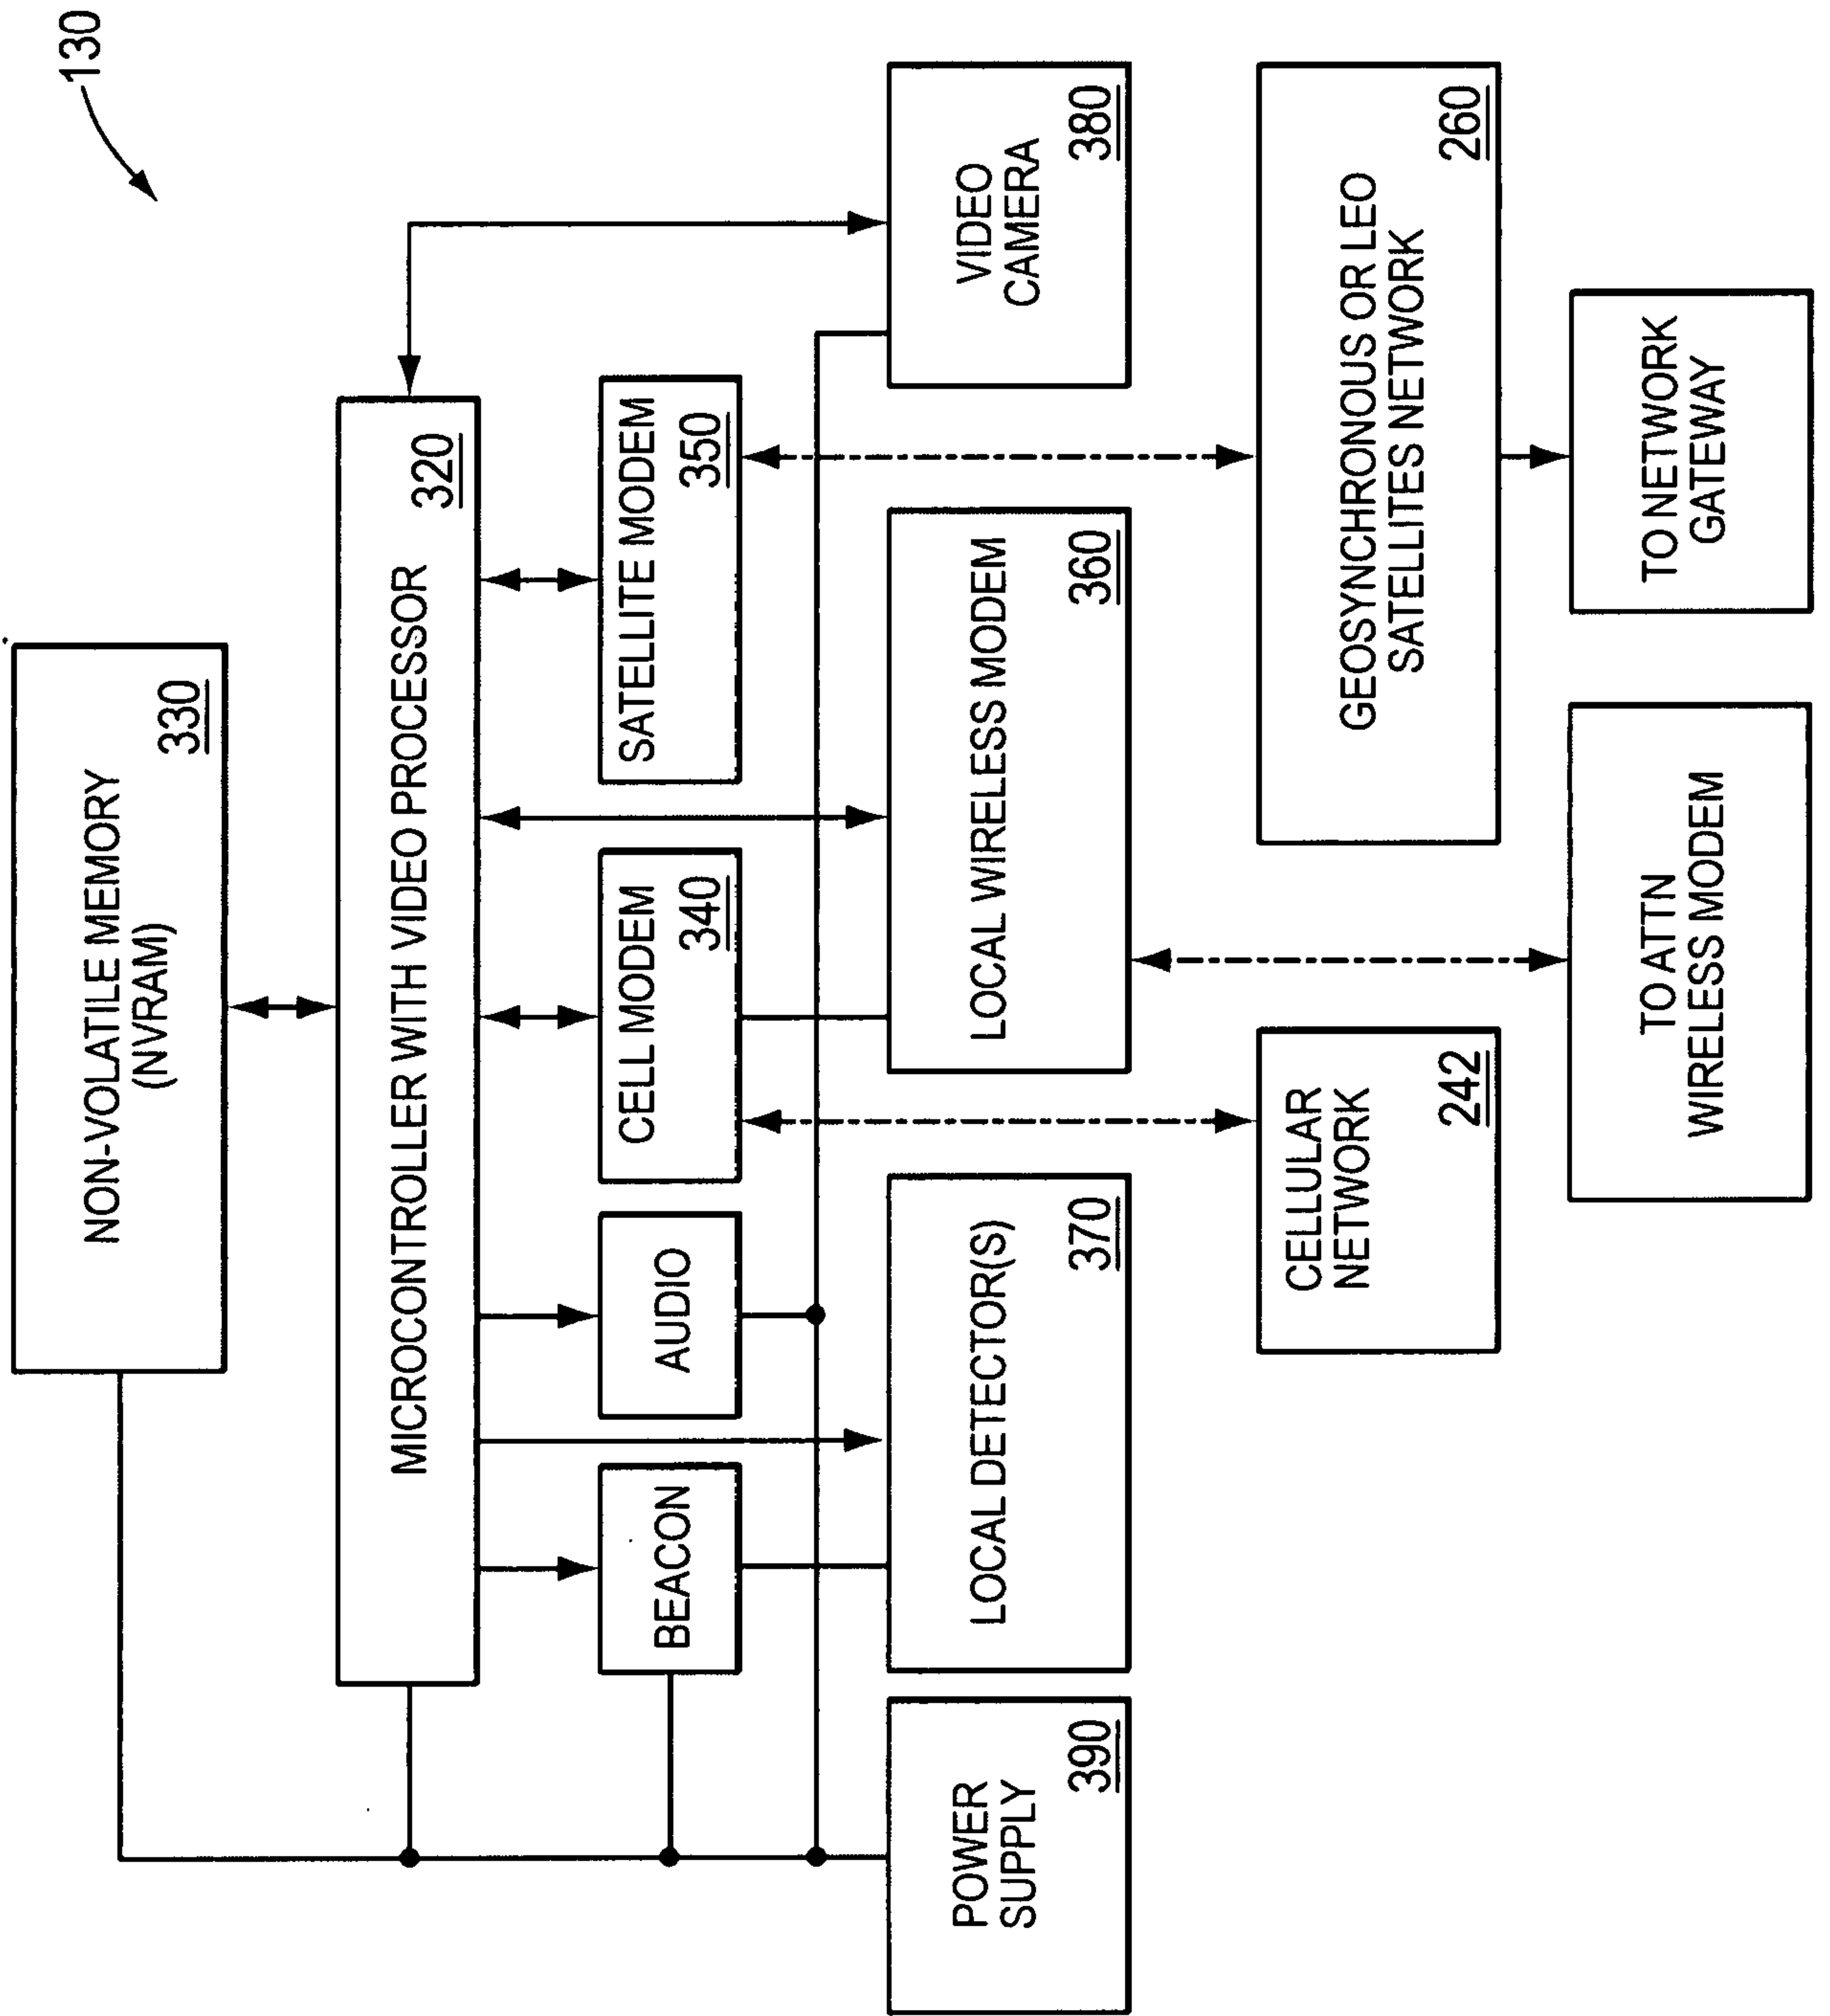 130
NON-VOLATILE MEMORY
(NVRAM)
330
MICROCONTROLLER WITH VIDEO PROCESSOR
320
BEACON
AUDIO
CELL MODEM
340
SATELLITE MODEM
350
POWER
SUPPLY
390
LOCAL DETECTOR(S)
370
LOCAL WIRELESS MODEM
360
VIDEO
CAMERA
380
CELLULAR
NETWORK
242
GEOSYNCHRONOUS OR LEO
SATELLITES NETWORK
260
TO ATTN
WIRELESS MODEM
TO NETWORK
GATEWAY